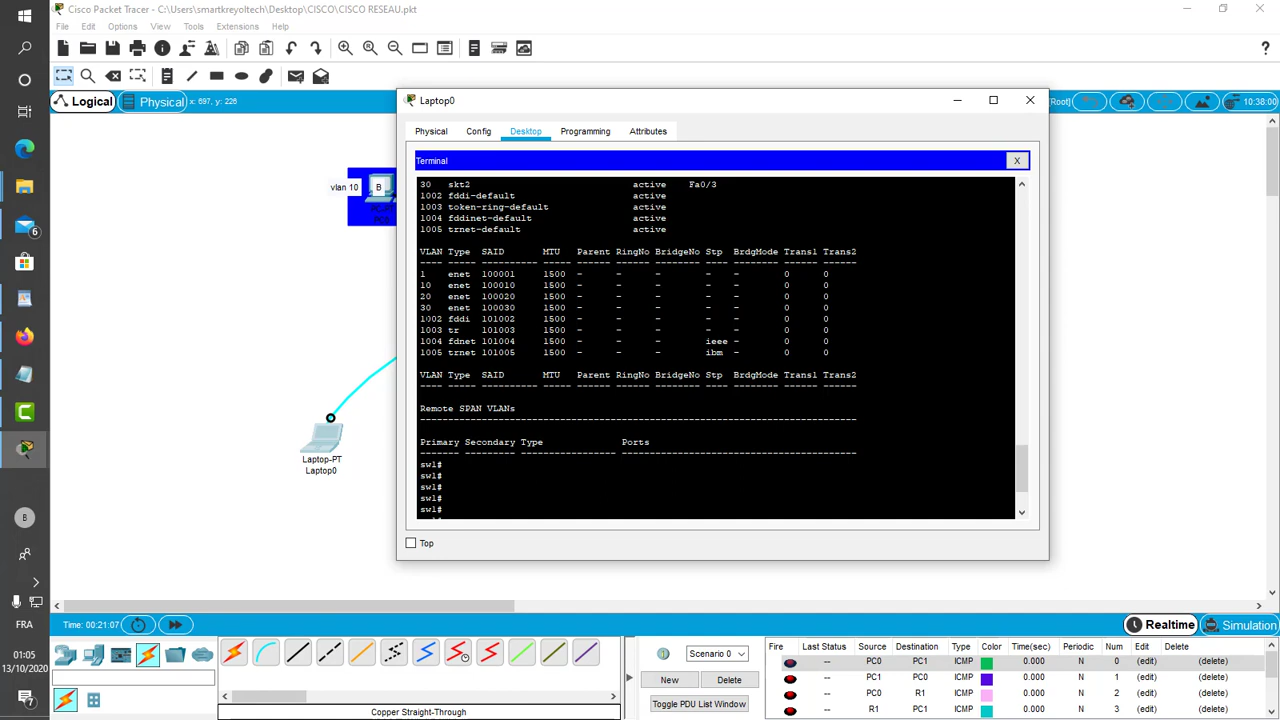 Cisco Packet Tracer - C:\Users\smartkreyoltech\Desktop\CISCO\CISCO RESEAU.pkt
File Edit Options View Tools Extensions Help
Logical Physical x: 697, y: 226 [Root] 10:38:00
Laptop0
Physical Config Desktop Programming Attributes
Terminal X
30 skt2 active Fa0/3
1002 fddi-default active
1003 token-ring-default active
1004 fddinet-default active
1005 trnet-default active
VLAN Type SAID MTU Parent RingNo BridgeNo Stp BrdgMode Trans1 Trans2
---- ----- ---------- ----- ------ ------ -------- ---- -------- ------ ------
1 enet 100001 1500 - - - - - 0 0
10 enet 100010 1500 - - - - - 0 0
20 enet 100020 1500 - - - - - 0 0
30 enet 100030 1500 - - - - - 0 0
1002 fddi 101002 1500 - - - - - 0 0
1003 tr 101003 1500 - - - - - 0 0
1004 fdnet 101004 1500 - - - ieee - 0 0
1005 trnet 101005 1500 - - - ibm - 0 0
VLAN Type SAID MTU Parent RingNo BridgeNo Stp BrdgMode Trans1 Trans2
---- ----- ---------- ----- ------ ------ -------- ---- -------- ------ ------
Remote SPAN VLANs
------------------------------------------------------------------------------
Primary Secondary Type Ports
------- --------- ----------------- ------------------------------------------
sw1#
sw1#
sw1#
sw1#
sw1#
Top
vlan 10
B
PC0
Laptop-PT
Laptop0
6
B
FRA
01:05
13/10/2020
7
Time: 00:21:07
Realtime Simulation
Copper Straight-Through
Scenario 0
New Delete
Toggle PDU List Window
Fire Last Status Source Destination Type Color Time(sec) Periodic Num Edit Delete
-- PC0 PC1 ICMP 0.000 N 0 (edit) (delete)
-- PC1 PC0 ICMP 0.000 N 1 (edit) (delete)
-- PC0 R1 ICMP 0.000 N 2 (edit) (delete)
-- R1 PC1 ICMP 0.000 N 3 (edit) (delete)